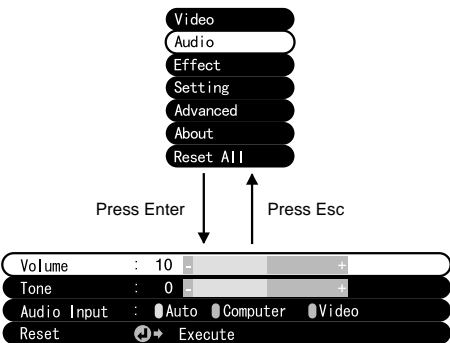 Video
Audio
Effect
Setting
Advanced
About
Reset All
Press Enter
Press Esc
Volume : 10 - +
Tone : 0 - +
Audio Input : Auto Computer Video
Reset Execute